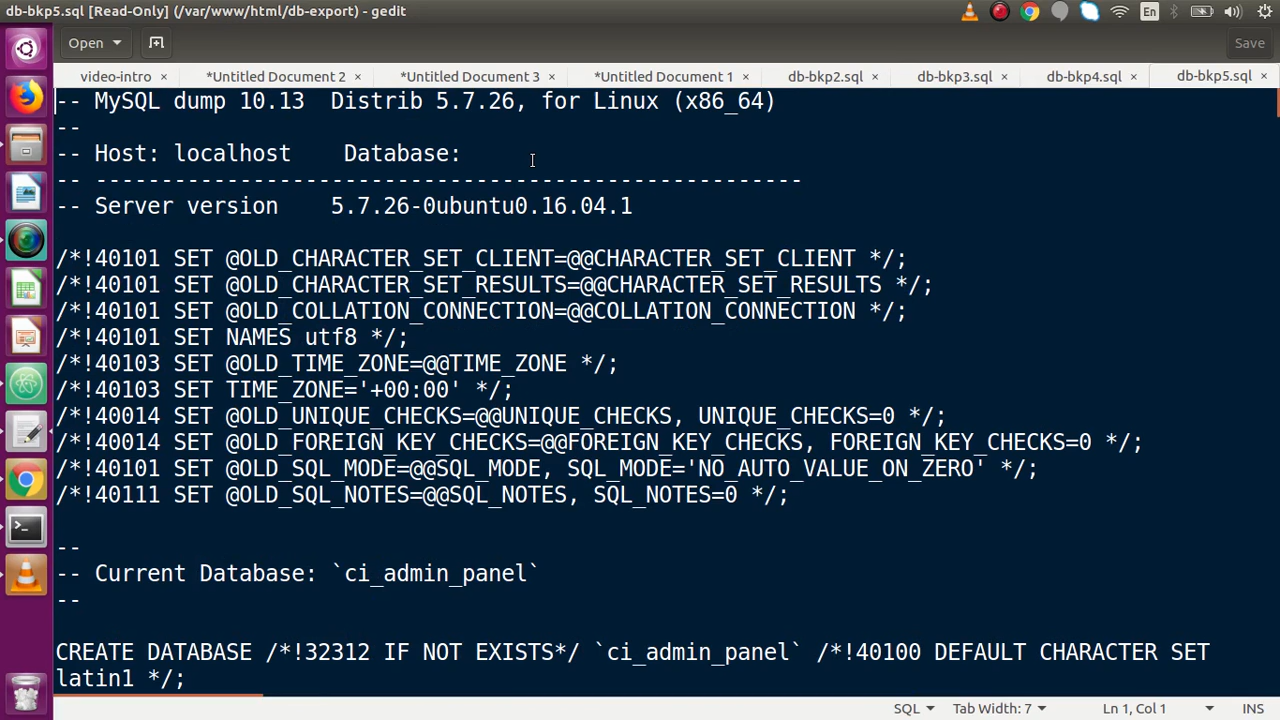 db-bkp5.sql [Read-Only] (/var/www/html/db-export) - gedit
En
Open
Save
video-intro × *Untitled Document 2 × *Untitled Document 3 × *Untitled Document 1 × db-bkp2.sql × db-bkp3.sql × db-bkp4.sql × db-bkp5.sql ×
-- MySQL dump 10.13  Distrib 5.7.26, for Linux (x86_64)
--
-- Host: localhost    Database:
-- ------------------------------------------------------
-- Server version    5.7.26-0ubuntu0.16.04.1
/*!40101 SET @OLD_CHARACTER_SET_CLIENT=@@CHARACTER_SET_CLIENT */;
/*!40101 SET @OLD_CHARACTER_SET_RESULTS=@@CHARACTER_SET_RESULTS */;
/*!40101 SET @OLD_COLLATION_CONNECTION=@@COLLATION_CONNECTION */;
/*!40101 SET NAMES utf8 */;
/*!40103 SET @OLD_TIME_ZONE=@@TIME_ZONE */;
/*!40103 SET TIME_ZONE='+00:00' */;
/*!40014 SET @OLD_UNIQUE_CHECKS=@@UNIQUE_CHECKS, UNIQUE_CHECKS=0 */;
/*!40014 SET @OLD_FOREIGN_KEY_CHECKS=@@FOREIGN_KEY_CHECKS, FOREIGN_KEY_CHECKS=0 */;
/*!40101 SET @OLD_SQL_MODE=@@SQL_MODE, SQL_MODE='NO_AUTO_VALUE_ON_ZERO' */;
/*!40111 SET @OLD_SQL_NOTES=@@SQL_NOTES, SQL_NOTES=0 */;
--
-- Current Database: `ci_admin_panel`
--
CREATE DATABASE /*!32312 IF NOT EXISTS*/ `ci_admin_panel` /*!40100 DEFAULT CHARACTER SET
latin1 */;
SQL Tab Width: 7 Ln 1, Col 1 INS